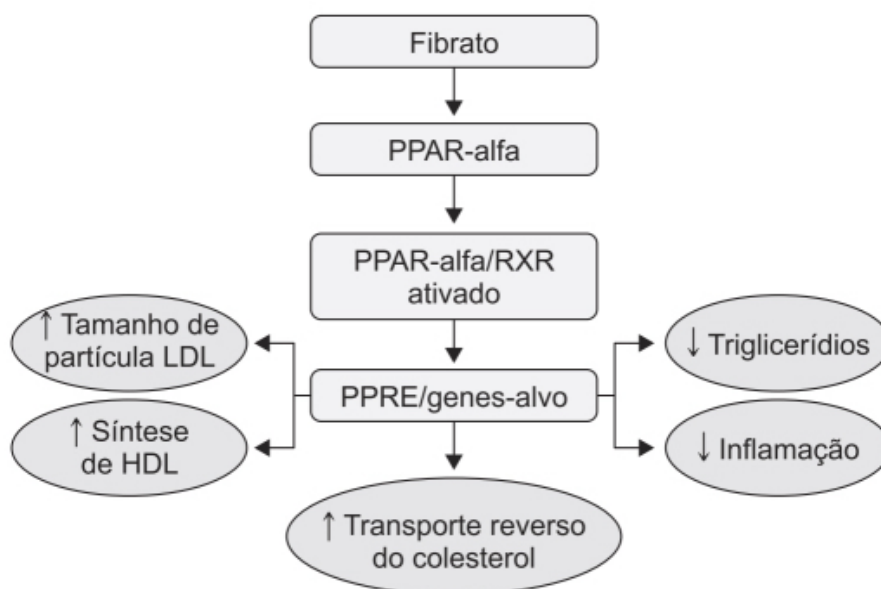 Fibrato
PPAR-alfa
PPAR-alfa/RXR
ativado
↑ Tamanho de
partícula LDL
↓ Triglicerídios
PPRE/genes-alvo
↑ Síntese
de HDL
↓ Inflamação
↑ Transporte reverso
do colesterol